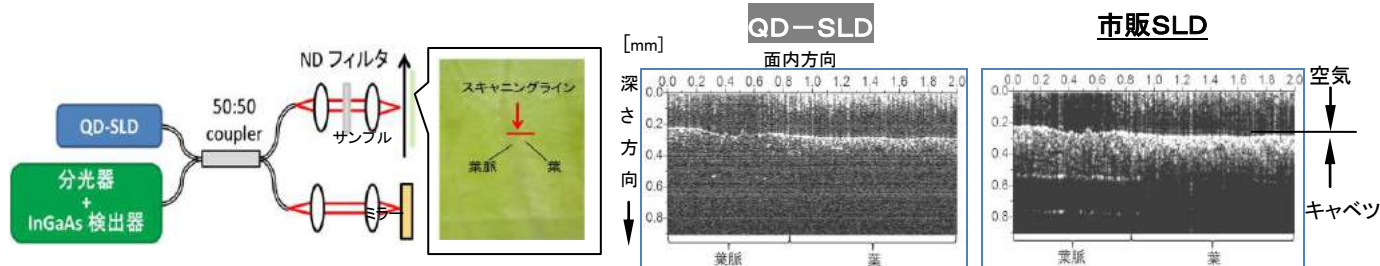 QD-SLD
分光器
+
InGaAs 検出器
50:50
coupler
ND フィルタ
サンプル
ミラー
スキャニングライン
葉脈
葉
QD－SLD
[mm]
面内方向
0.0 0.2 0.4 0.6 0.8 1.0 1.2 1.4 1.6 1.8 2.0
深さ方向
0.0
0.2
0.4
0.6
0.8
葉脈
葉
市販SLD
0.0 0.2 0.4 0.6 0.8 1.0 1.2 1.4 1.6 1.8 2.0
0.0
0.2
0.4
0.6
0.8
葉脈
葉
空気
キャベツ